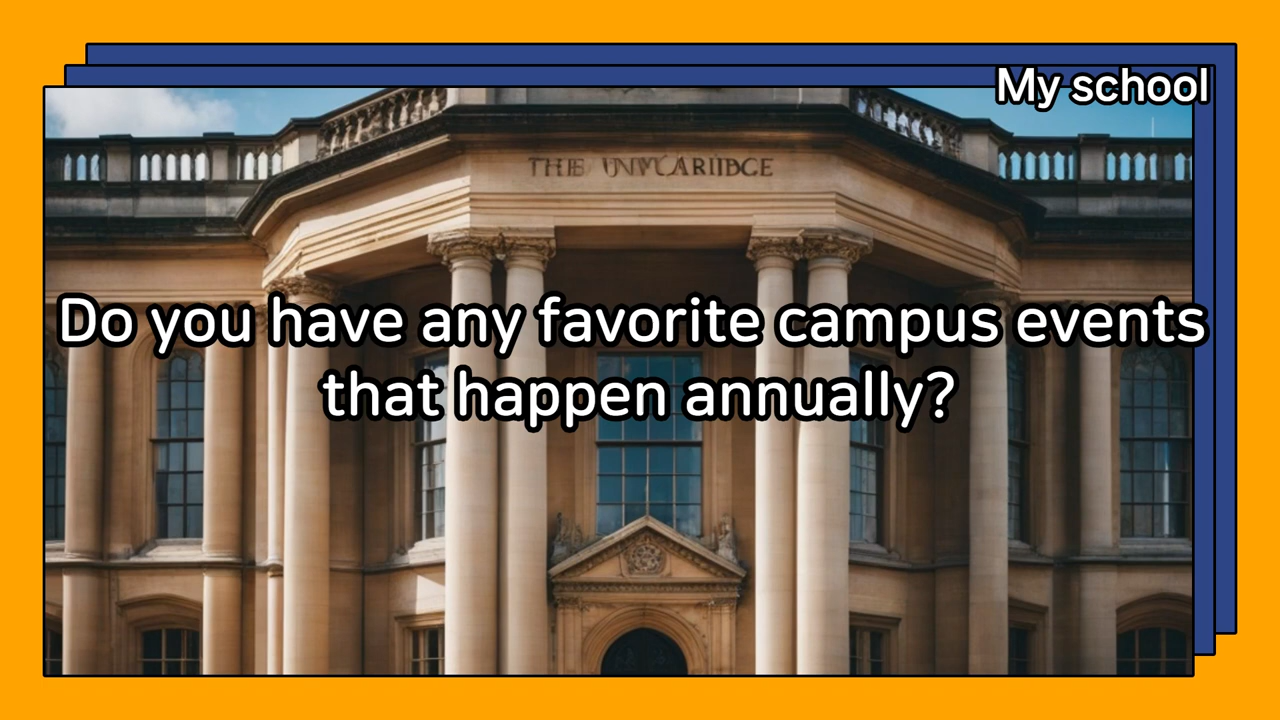 My school
THE
Do you have any favorite campus events
that happen annually?